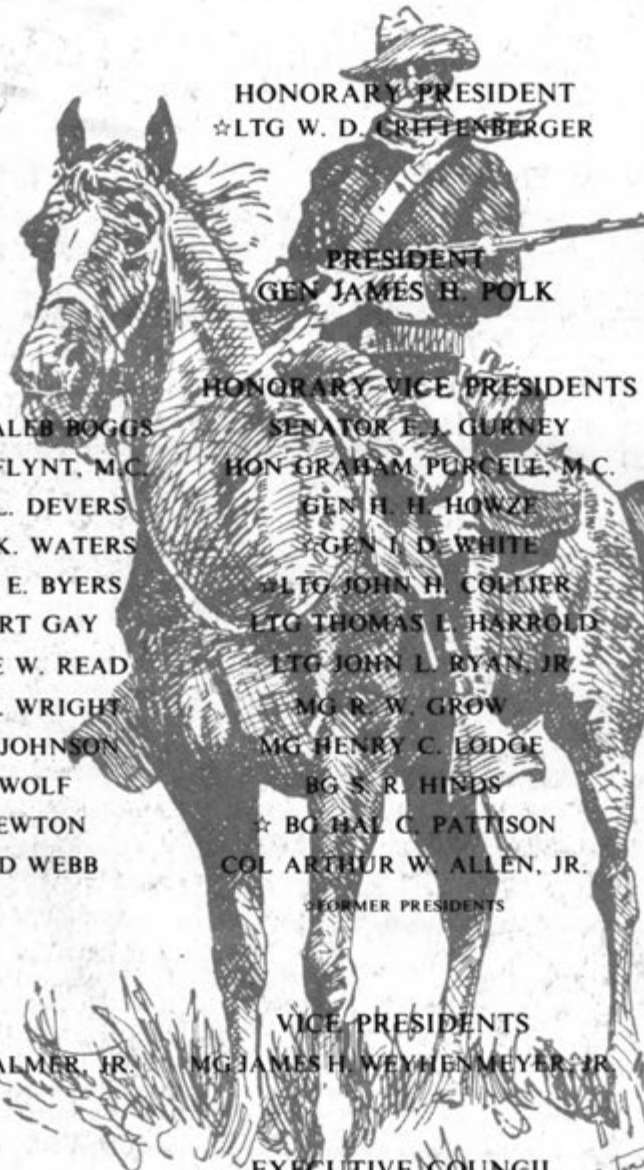 HONORARY PRESIDENT
☆LTG W. D. CRITTENBERGER
PRESIDENT
GEN JAMES H. POLK
HONORARY VICE PRESIDENTS
ALEB BOGGS SENATOR E. J. GURNEY
FLYNT, M.C. HON GRAHAM PURCELL, M.C.
L. DEVERS GEN H. H. HOWZE
K. WATERS ☆GEN I. D. WHITE
E. BYERS ☆LTG JOHN H. COLLIER
RT GAY LTG THOMAS L. HARROLD
E W. READ LTG JOHN L. RYAN, JR.
. WRIGHT MG R. W. GROW
JOHNSON MG HENRY C. LODGE
WOLF BG S. R. HINDS
EWTON ☆ BG HAL C. PATTISON
D WEBB COL ARTHUR W. ALLEN, JR.
☆FORMER PRESIDENTS
VICE PRESIDENTS
ALMER, JR. MG JAMES H. WEYHENMEYER, JR.
EXECUTIVE COUNCIL